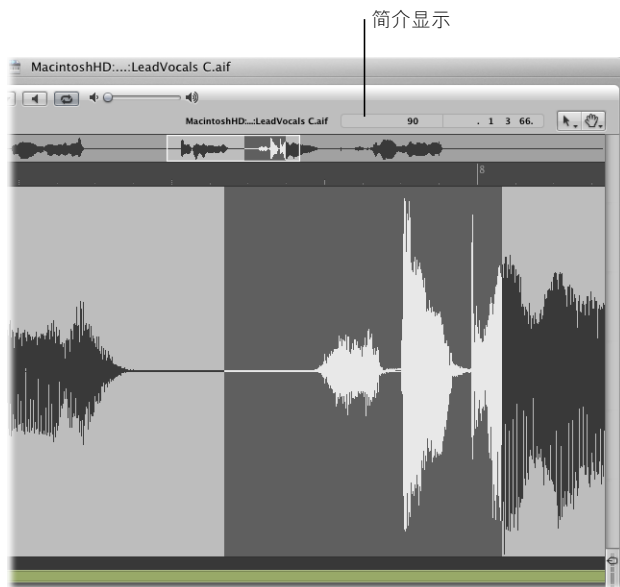 简介显示
MacintoshHD:...:LeadVocals C.aif
MacintoshHD:...:LeadVocals C.aif 90 . 1 3 66.
8